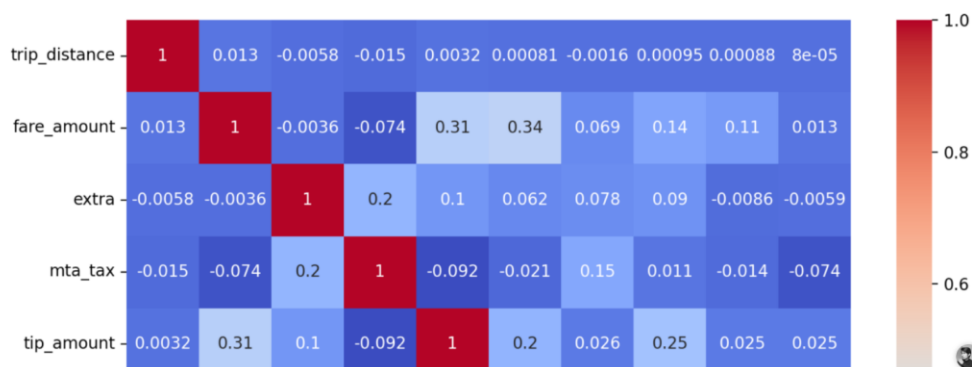 1.0
trip_distance 1 0.013 -0.0058 -0.015 0.0032 0.00081 -0.0016 0.00095 0.00088 8e-05
fare_amount 0.013 1 -0.0036 -0.074 0.31 0.34 0.069 0.14 0.11 0.013
0.8
extra -0.0058 -0.0036 1 0.2 0.1 0.062 0.078 0.09 -0.0086 -0.0059
mta_tax -0.015 -0.074 0.2 1 -0.092 -0.021 0.15 0.011 -0.014 -0.074
0.6
tip_amount 0.0032 0.31 0.1 -0.092 1 0.2 0.026 0.25 0.025 0.025